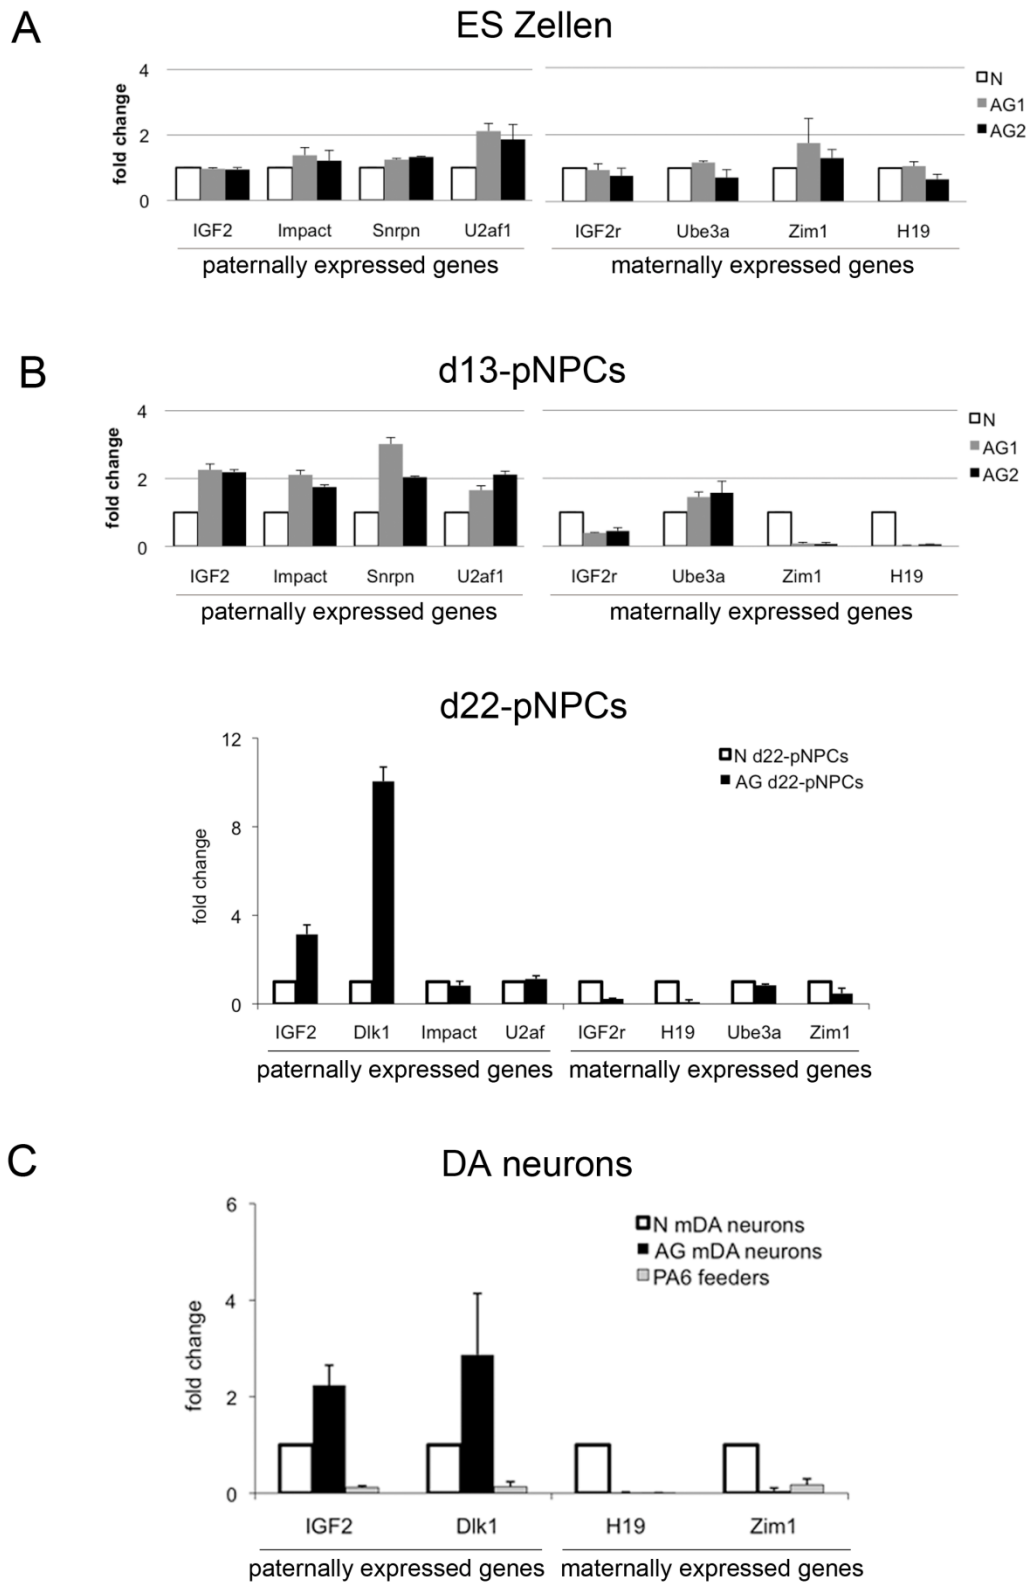 A
ES Zellen
4
2
0
fold change
N
AG1
AG2
IGF2 Impact Snrpn U2af1 IGF2r Ube3a Zim1 H19
paternally expressed genes maternally expressed genes
B
d13-pNPCs
4
2
0
fold change
N
AG1
AG2
IGF2 Impact Snrpn U2af1 IGF2r Ube3a Zim1 H19
paternally expressed genes maternally expressed genes
d22-pNPCs
12
8
4
0
fold change
N d22-pNPCs
AG d22-pNPCs
IGF2 Dlk1 Impact U2af IGF2r H19 Ube3a Zim1
paternally expressed genes maternally expressed genes
C
DA neurons
6
4
2
0
fold change
N mDA neurons
AG mDA neurons
PA6 feeders
IGF2 Dlk1 H19 Zim1
paternally expressed genes maternally expressed genes